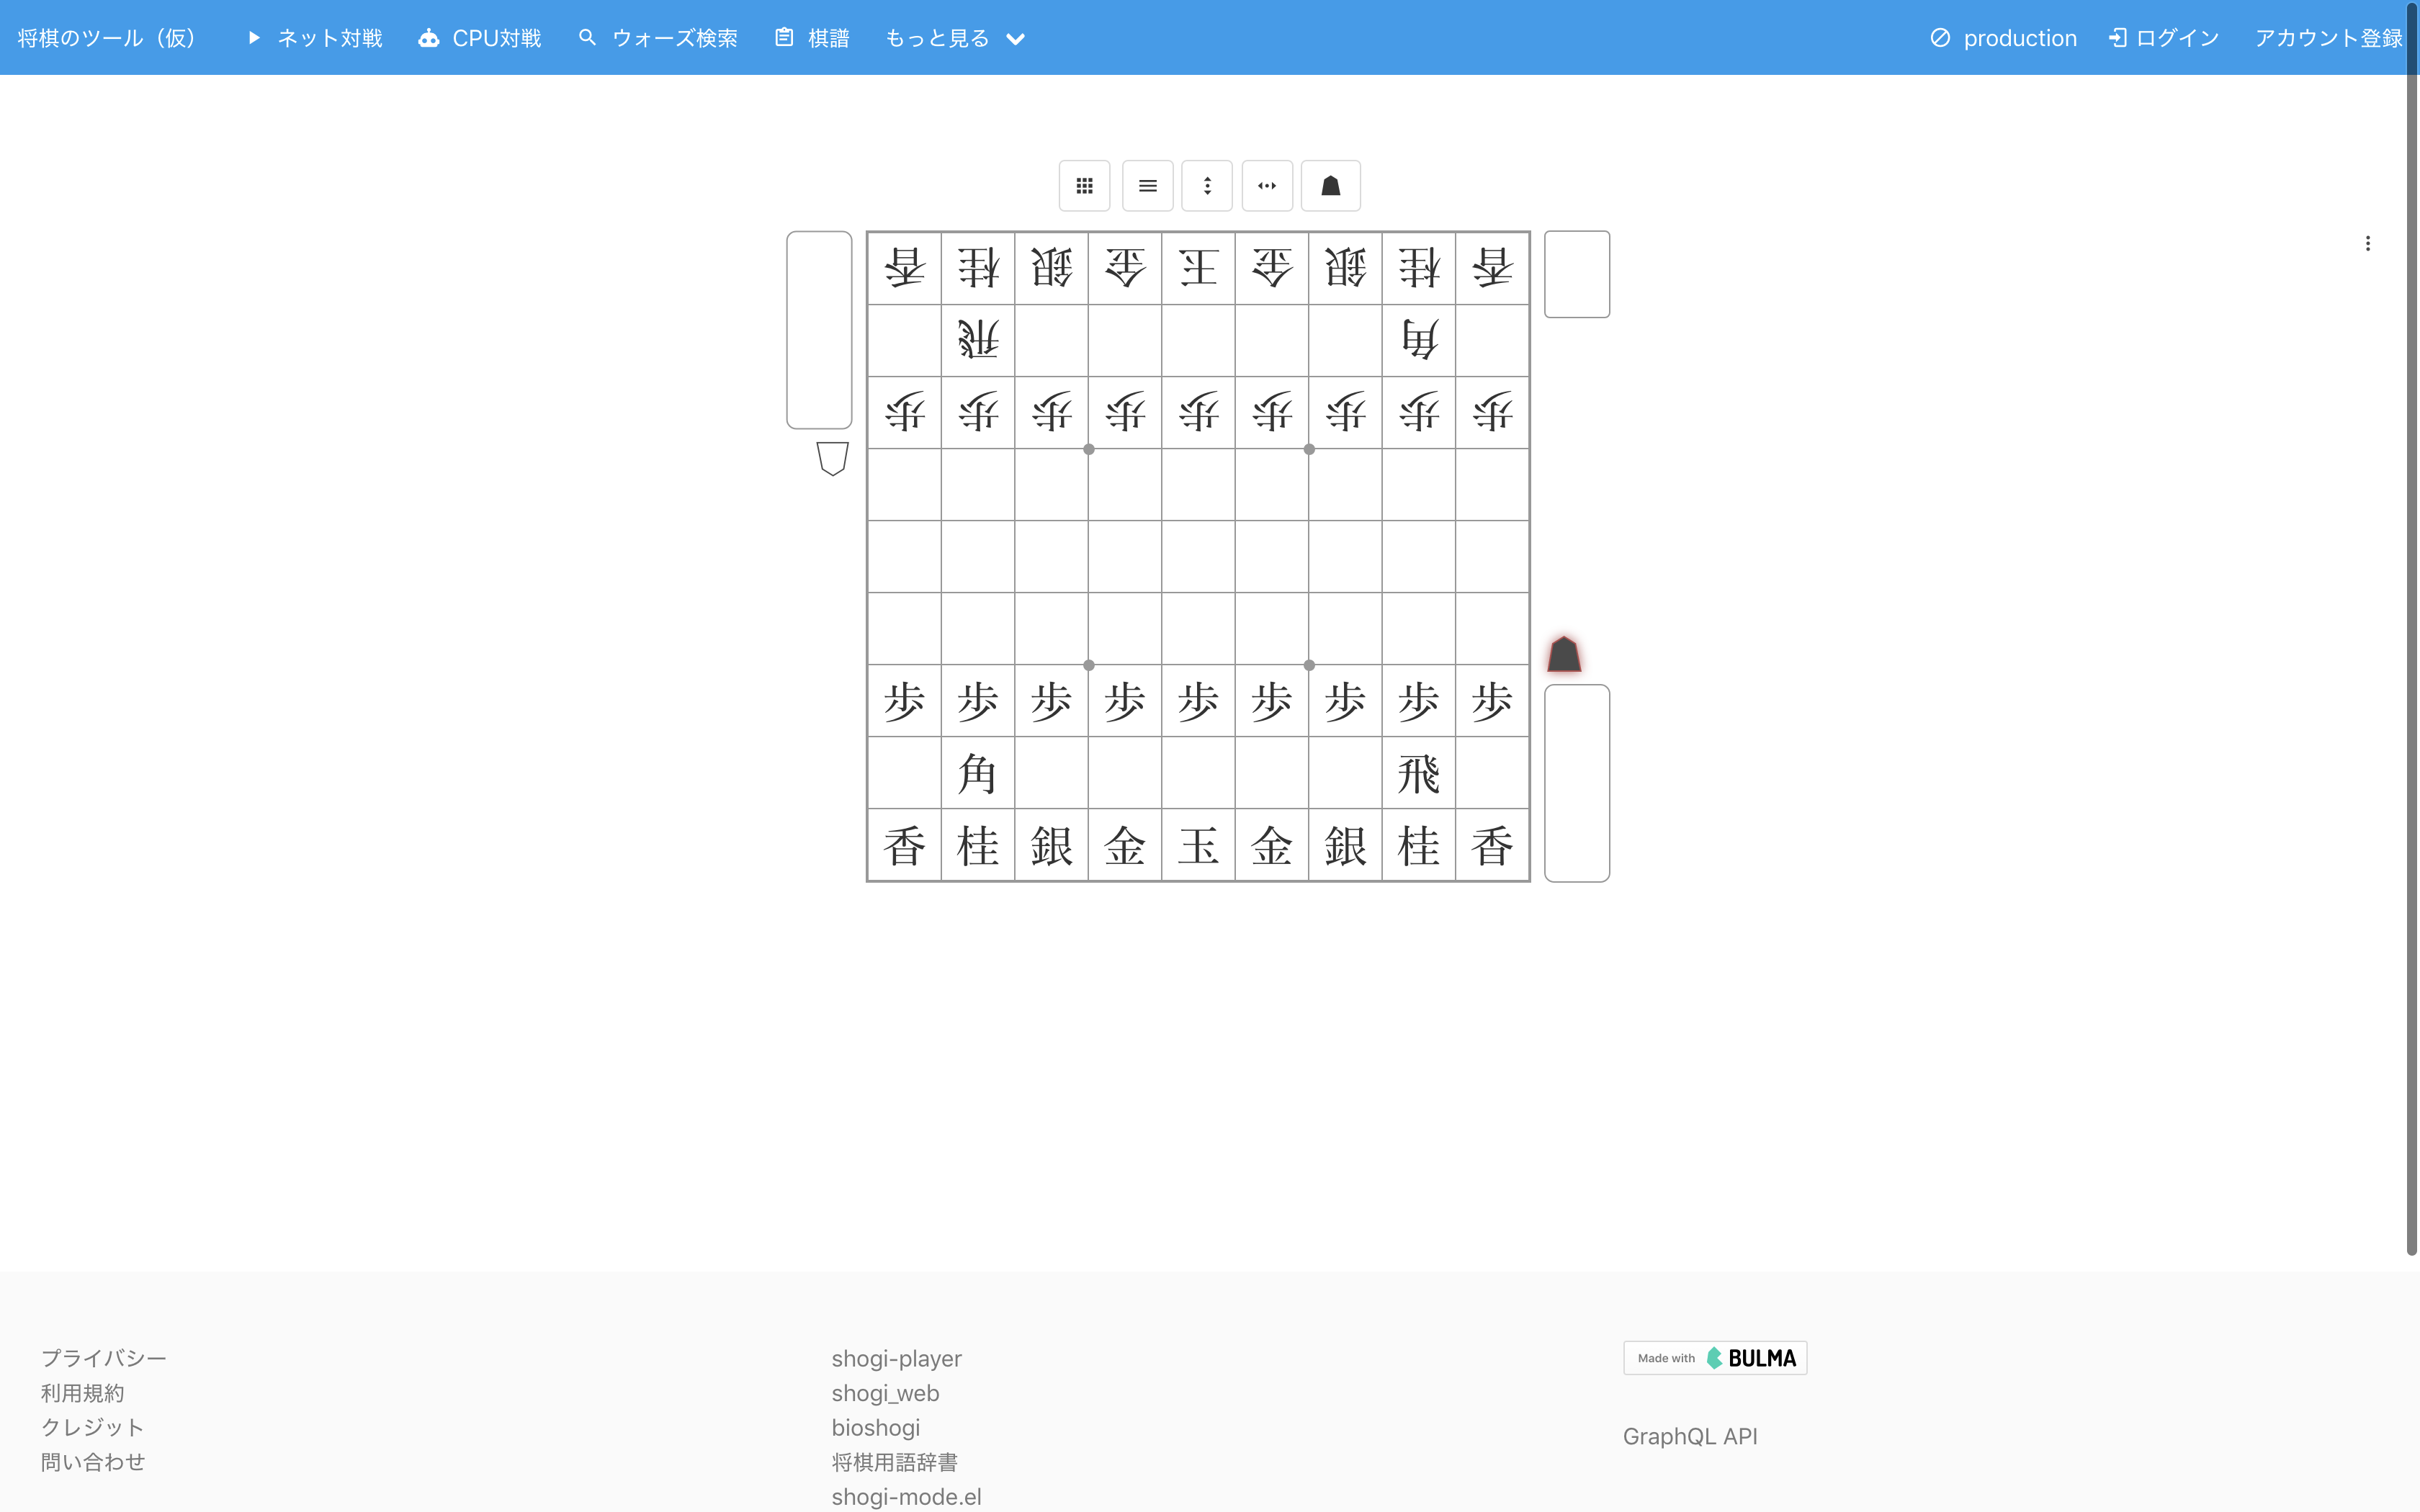 将棋のツール（仮） ネット対戦 CPU対戦 ウォーズ検索 棋譜 もっと見る production ログイン アカウント登録
香桂銀金王金銀桂香
飛角
歩歩歩歩歩歩歩歩歩
歩歩歩歩歩歩歩歩歩
角飛
香桂銀金玉金銀桂香
プライバシー
利用規約
クレジット
問い合わせ
shogi-player
shogi_web
bioshogi
将棋用語辞書
shogi-mode.el
Made with BULMA
GraphQL API